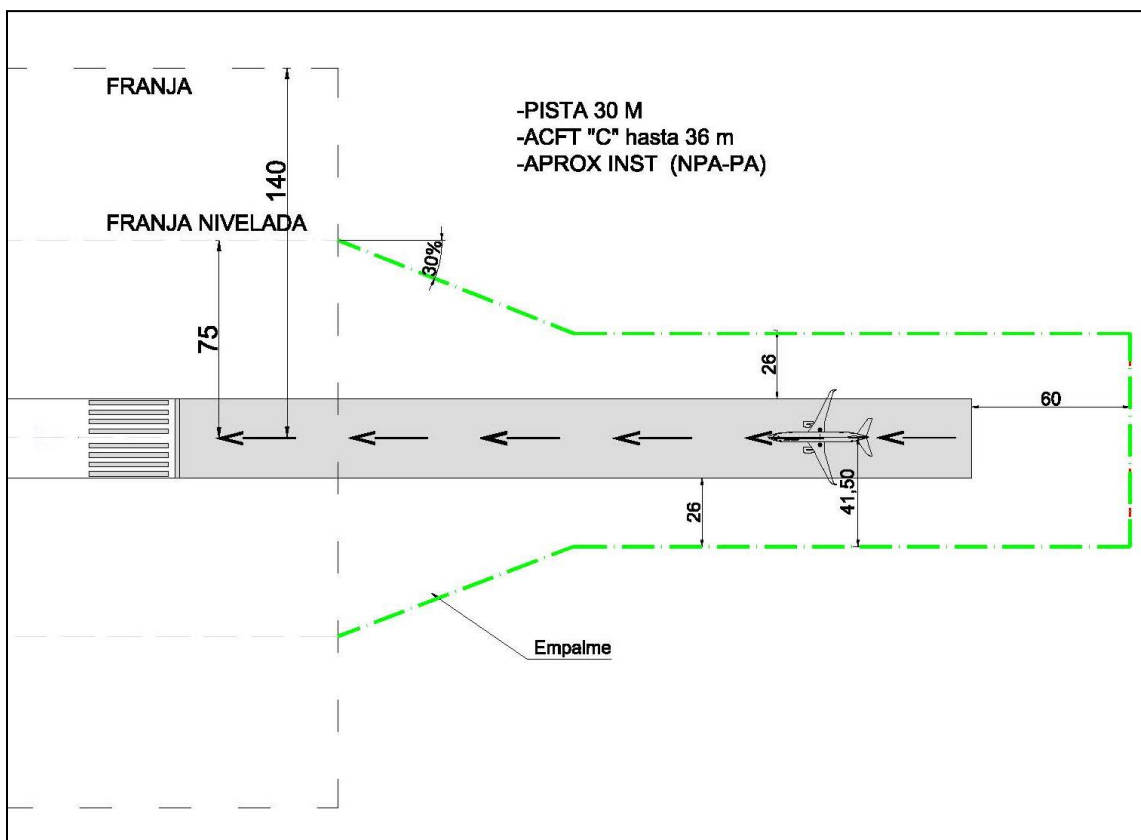 FRANJA
-PISTA 30 M
-ACFT "C" hasta 36 m
-APROX INST (NPA-PA)
140
FRANJA NIVELADA
30%
75
26
60
41,50
26
Empalme